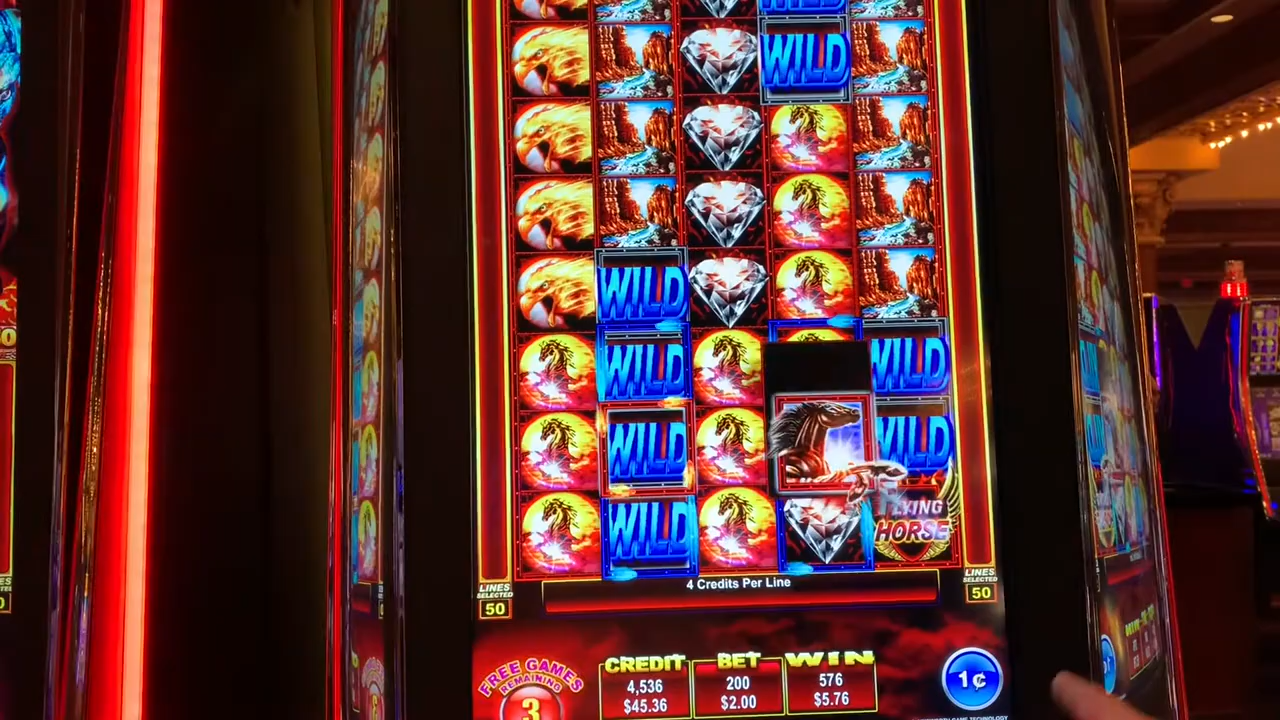 WILD
WILD
WILD
WILD
WILD
WILD
WILD
WILD
FLYING
HORSE
4 Credits Per Line
LINES
SELECTED
50
LINES
SELECTED
50
FREE GAMES
REMAINING
3
CREDIT
4,536
$45.36
BET
200
$2.00
WIN
576
$5.76
1¢